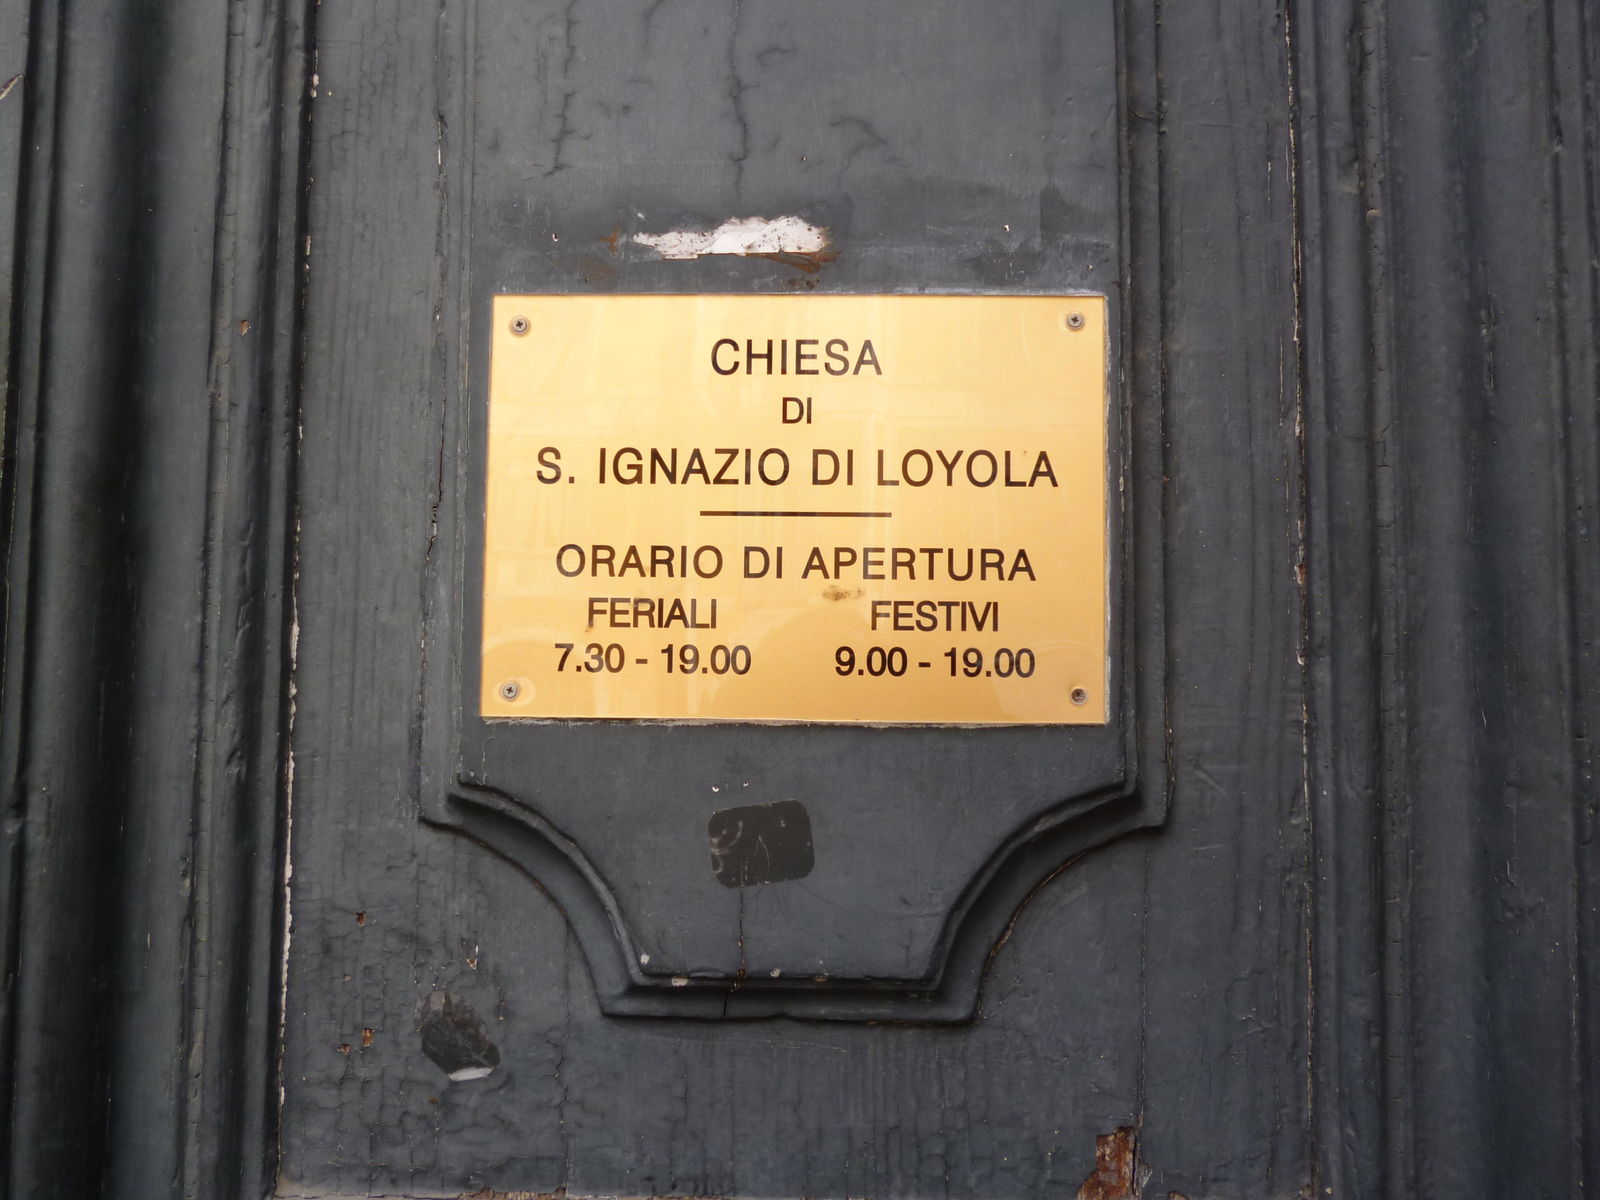 CHIESA
DI
S. IGNAZIO DI LOYOLA
ORARIO DI APERTURA
FERIALI FESTIVI
7.30 - 19.00 9.00 - 19.00